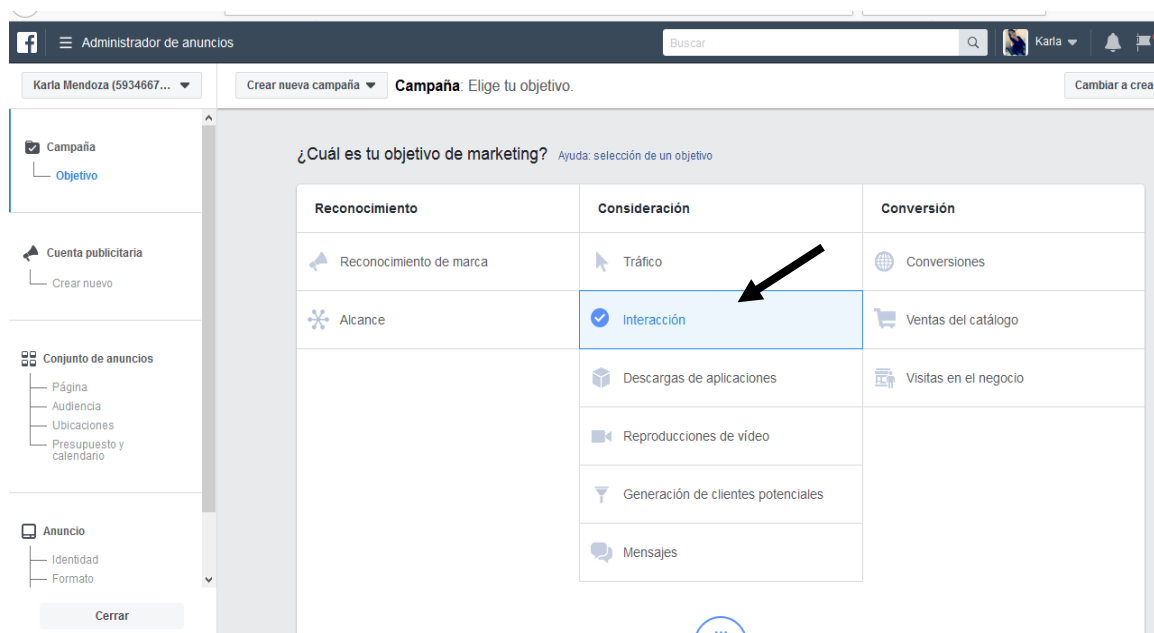 f
Administrador de anuncios
Buscar
Karla
Karla Mendoza (5934667...
Crear nueva campaña
Campaña: Elige tu objetivo.
Cambiar a crea
Campaña
Objetivo
Cuenta publicitaria
Crear nuevo
Conjunto de anuncios
Página
Audiencia
Ubicaciones
Presupuesto y
calendario
Anuncio
Identidad
Formato
Cerrar
¿Cuál es tu objetivo de marketing? Ayuda: selección de un objetivo
Reconocimiento
Consideración
Conversión
Reconocimiento de marca
Tráfico
Conversiones
Alcance
Interacción
Ventas del catálogo
Descargas de aplicaciones
Visitas en el negocio
Reproducciones de vídeo
Generación de clientes potenciales
Mensajes